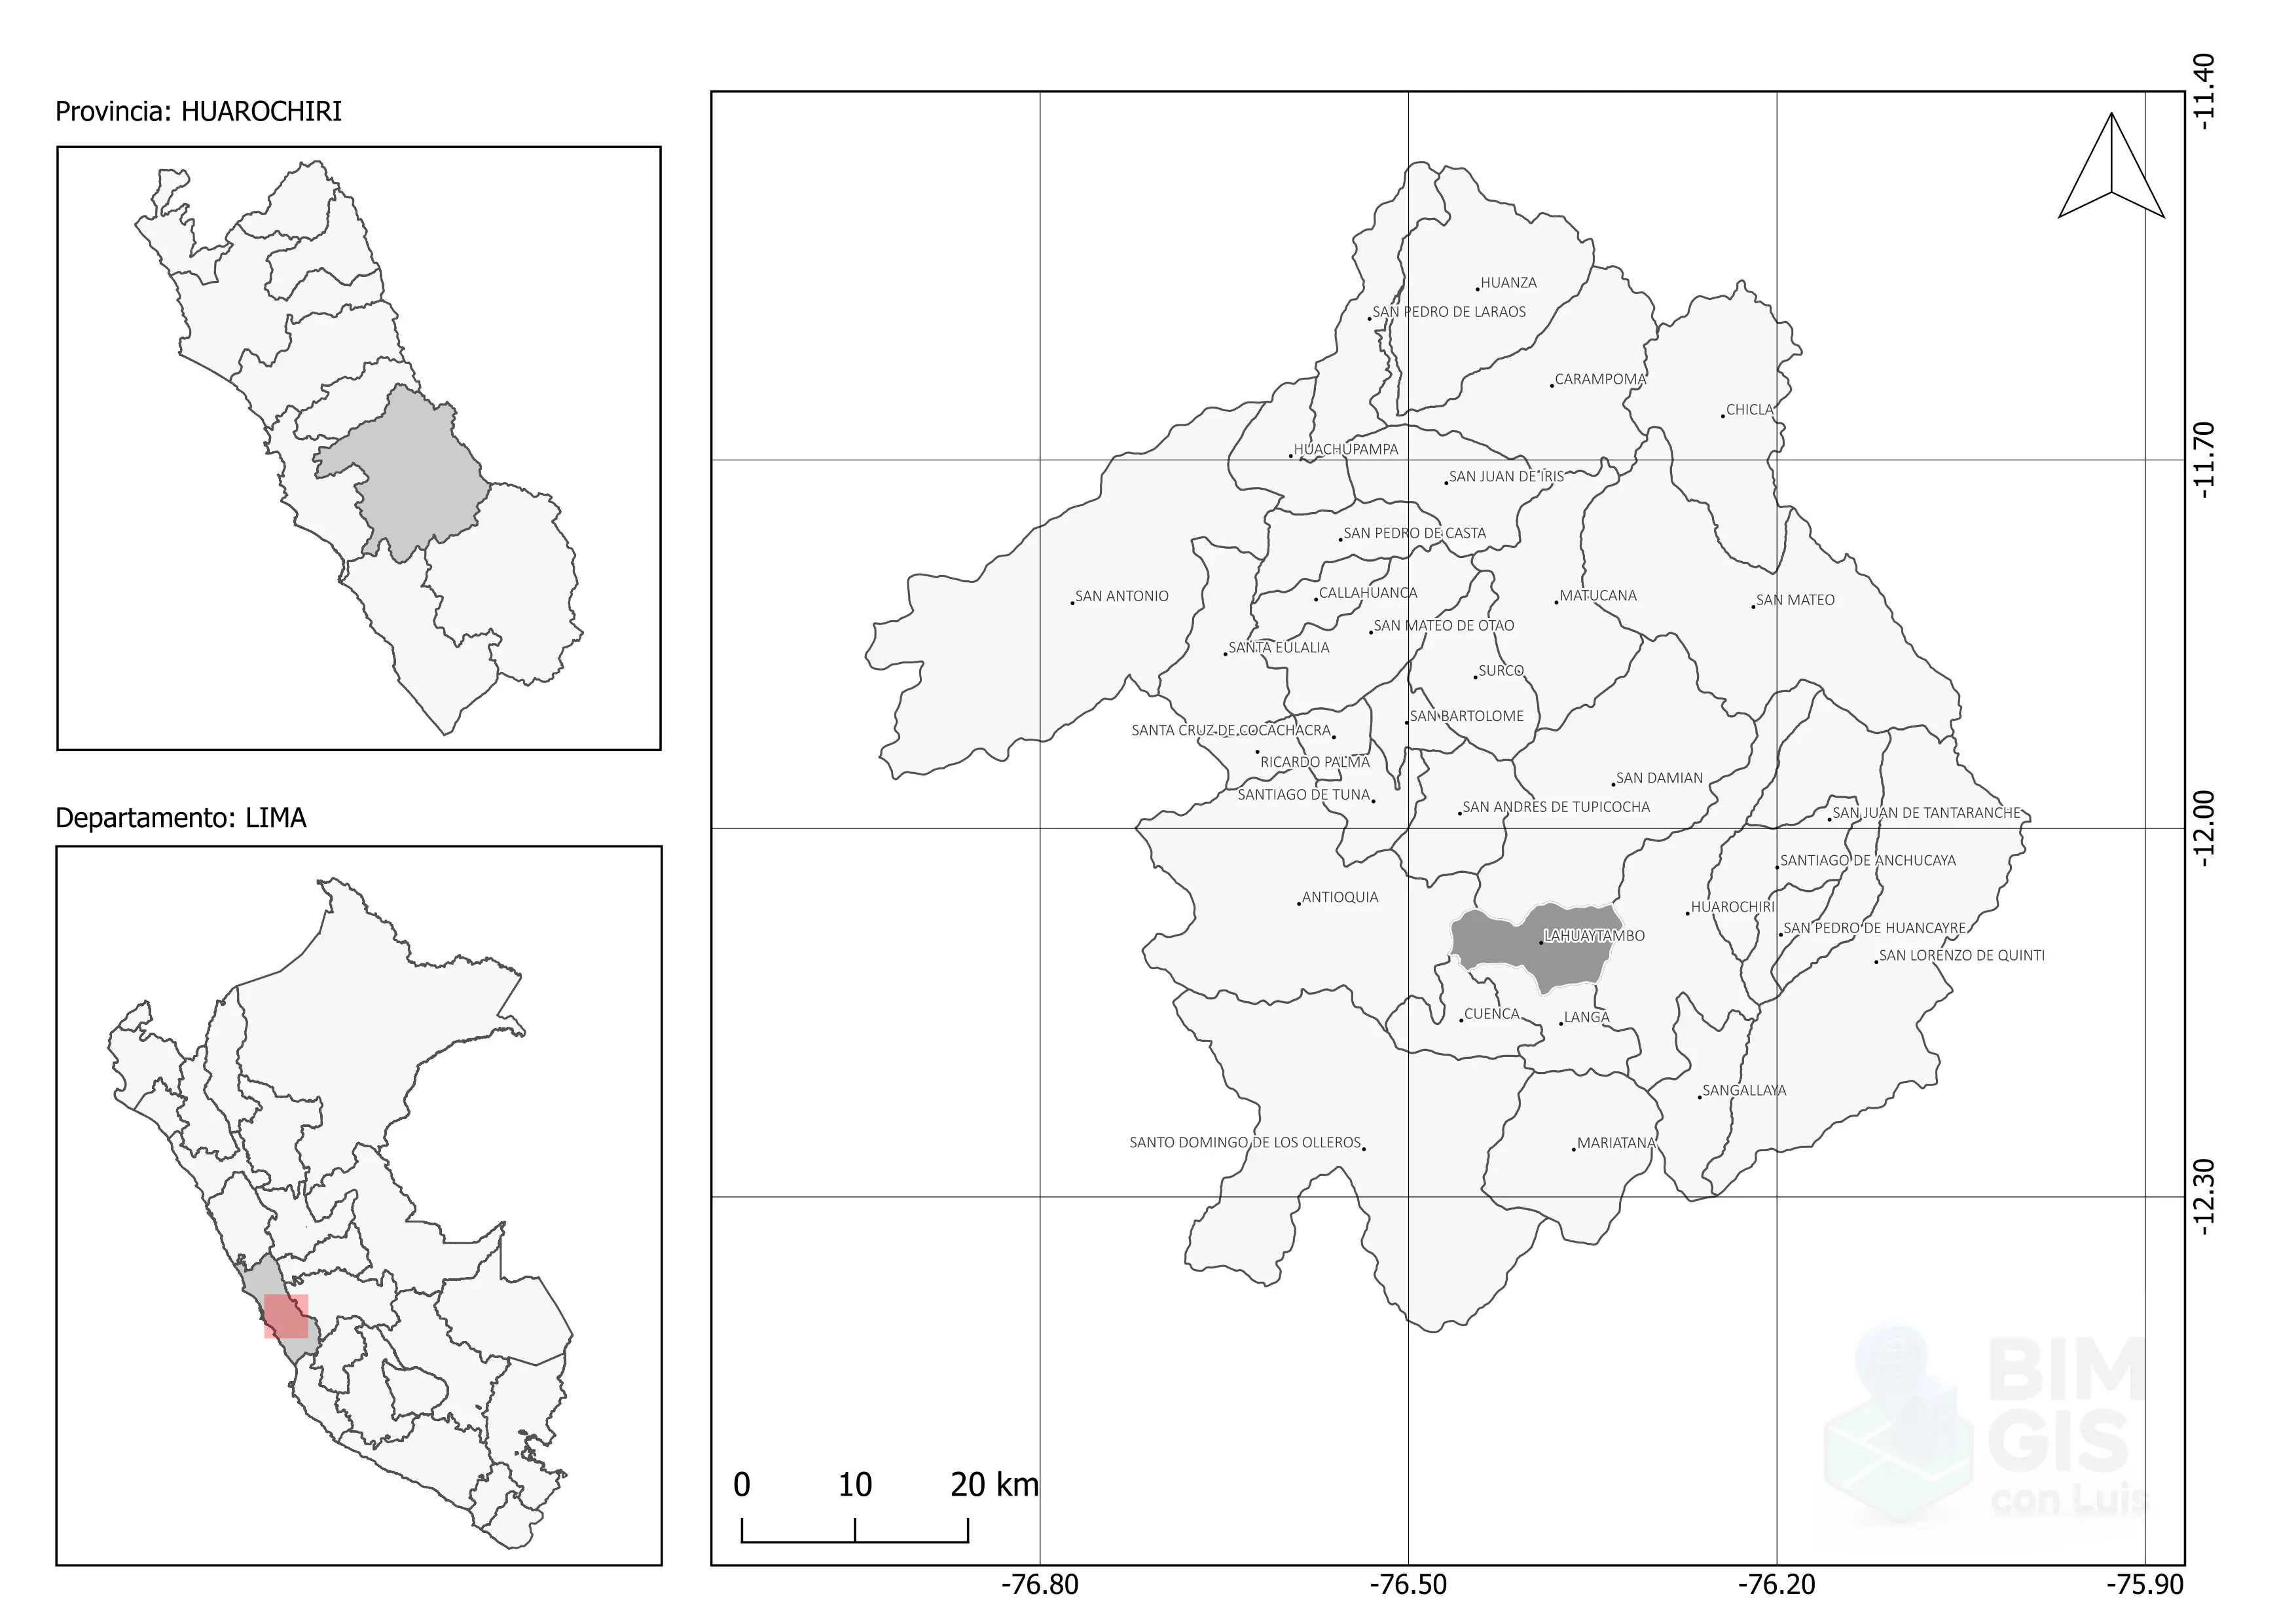 Provincia: HUAROCHIRI
Departamento: LIMA
-11.40
HUANZA
SAN PEDRO DE LARAOS
CARAMPOMA
CHICLA
HUACHUPAMPA
-11.70
SAN JUAN DE IRIS
SAN PEDRO DE CASTA
CALLAHUANCA
SAN ANTONIO
MATUCANA
SAN MATEO
SAN MATEO DE OTAO
SANTA EULALIA
SURCO
SAN BARTOLOME
SANTA CRUZ DE COCACHACRA
RICARDO PALMA
SAN DAMIAN
SANTIAGO DE TUNA
SAN ANDRES DE TUPICOCHA
SAN JUAN DE TANTARANCHE
-12.00
SANTIAGO DE ANCHUCAYA
ANTIOQUIA
HUAROCHIRI
SAN PEDRO DE HUANCAYRE
LAHUAYTAMBO
SAN LORENZO DE QUINTI
CUENCA
LANGA
SANGALLAYA
SANTO DOMINGO DE LOS OLLEROS
MARIATANA
-12.30
BIM
GIS
con Luis
0 10 20 km
-76.80 -76.50 -76.20 -75.90